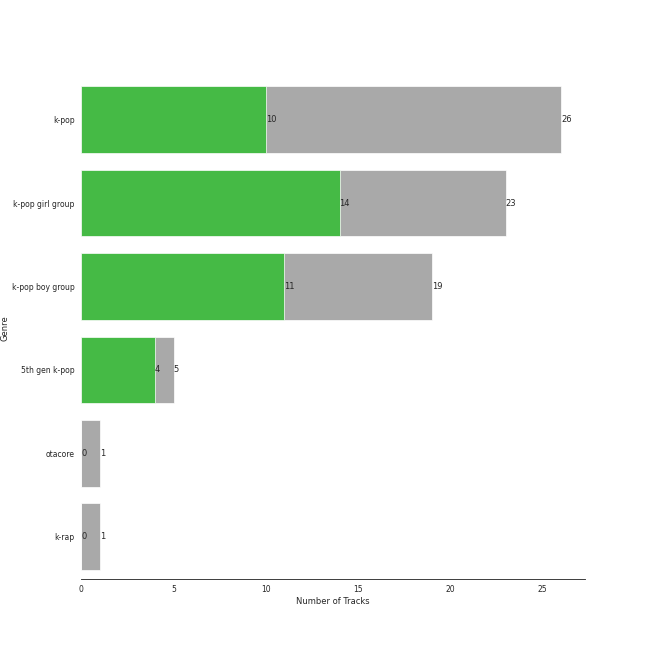 k-pop 10 26
k-pop girl group 14 23
k-pop boy group 11 19
Genre
5th gen k-pop 4 5
otacore 0 1
k-rap 0 1
0 5 10 15 20 25
Number of Tracks